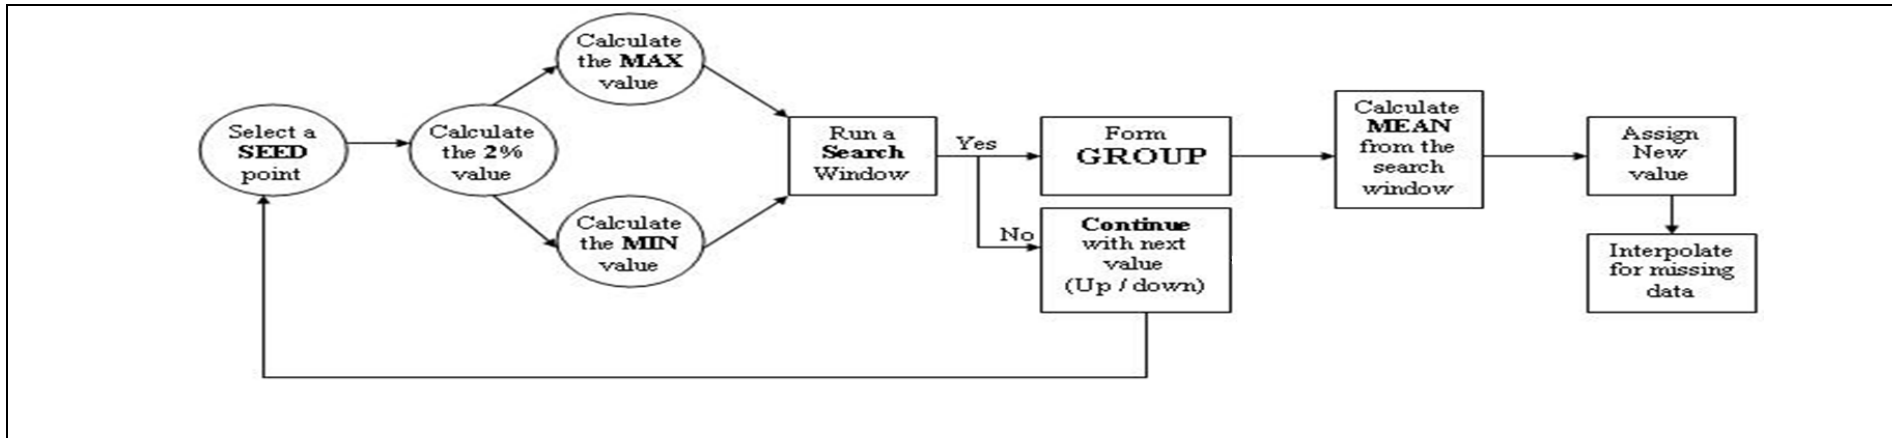 Select a
SEED
point
Calculate
the 2%
value
Calculate
the MAX
value
Calculate
the MIN
value
Run a
Search
Window
Yes
No
Form
GROUP
Continue
with next
value
(Up / down)
Calculate
MEAN
from the
search
window
Assign
New
value
Interpolate
for missing
data